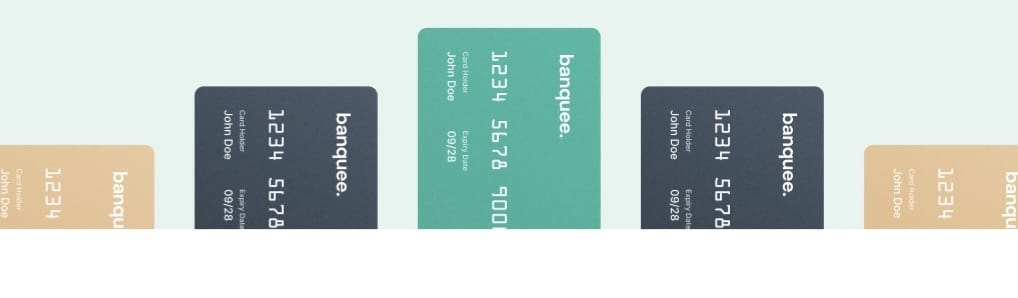 banqu
1234
Card Holder
John Doe
banquee.
1234 5678
Card Holder Expiry Date
John Doe 09/28
banquee.
1234 5678 900
Card Holder Expiry Date
John Doe 09/28
banquee.
1234 5678
Card Holder Expiry Date
John Doe 09/28
banqu
1234
Card Holder
John Doe